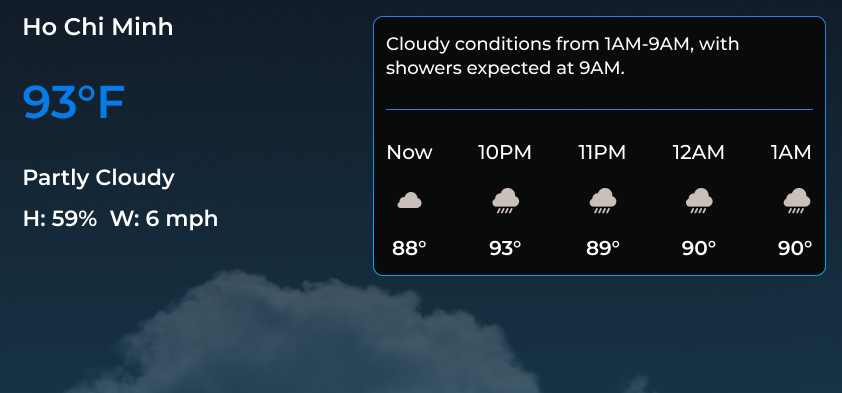 Ho Chi Minh
93°F
Partly Cloudy
H: 59% W: 6 mph
Cloudy conditions from 1AM-9AM, with
showers expected at 9AM.
Now 10PM 11PM 12AM 1AM
88° 93° 89° 90° 90°